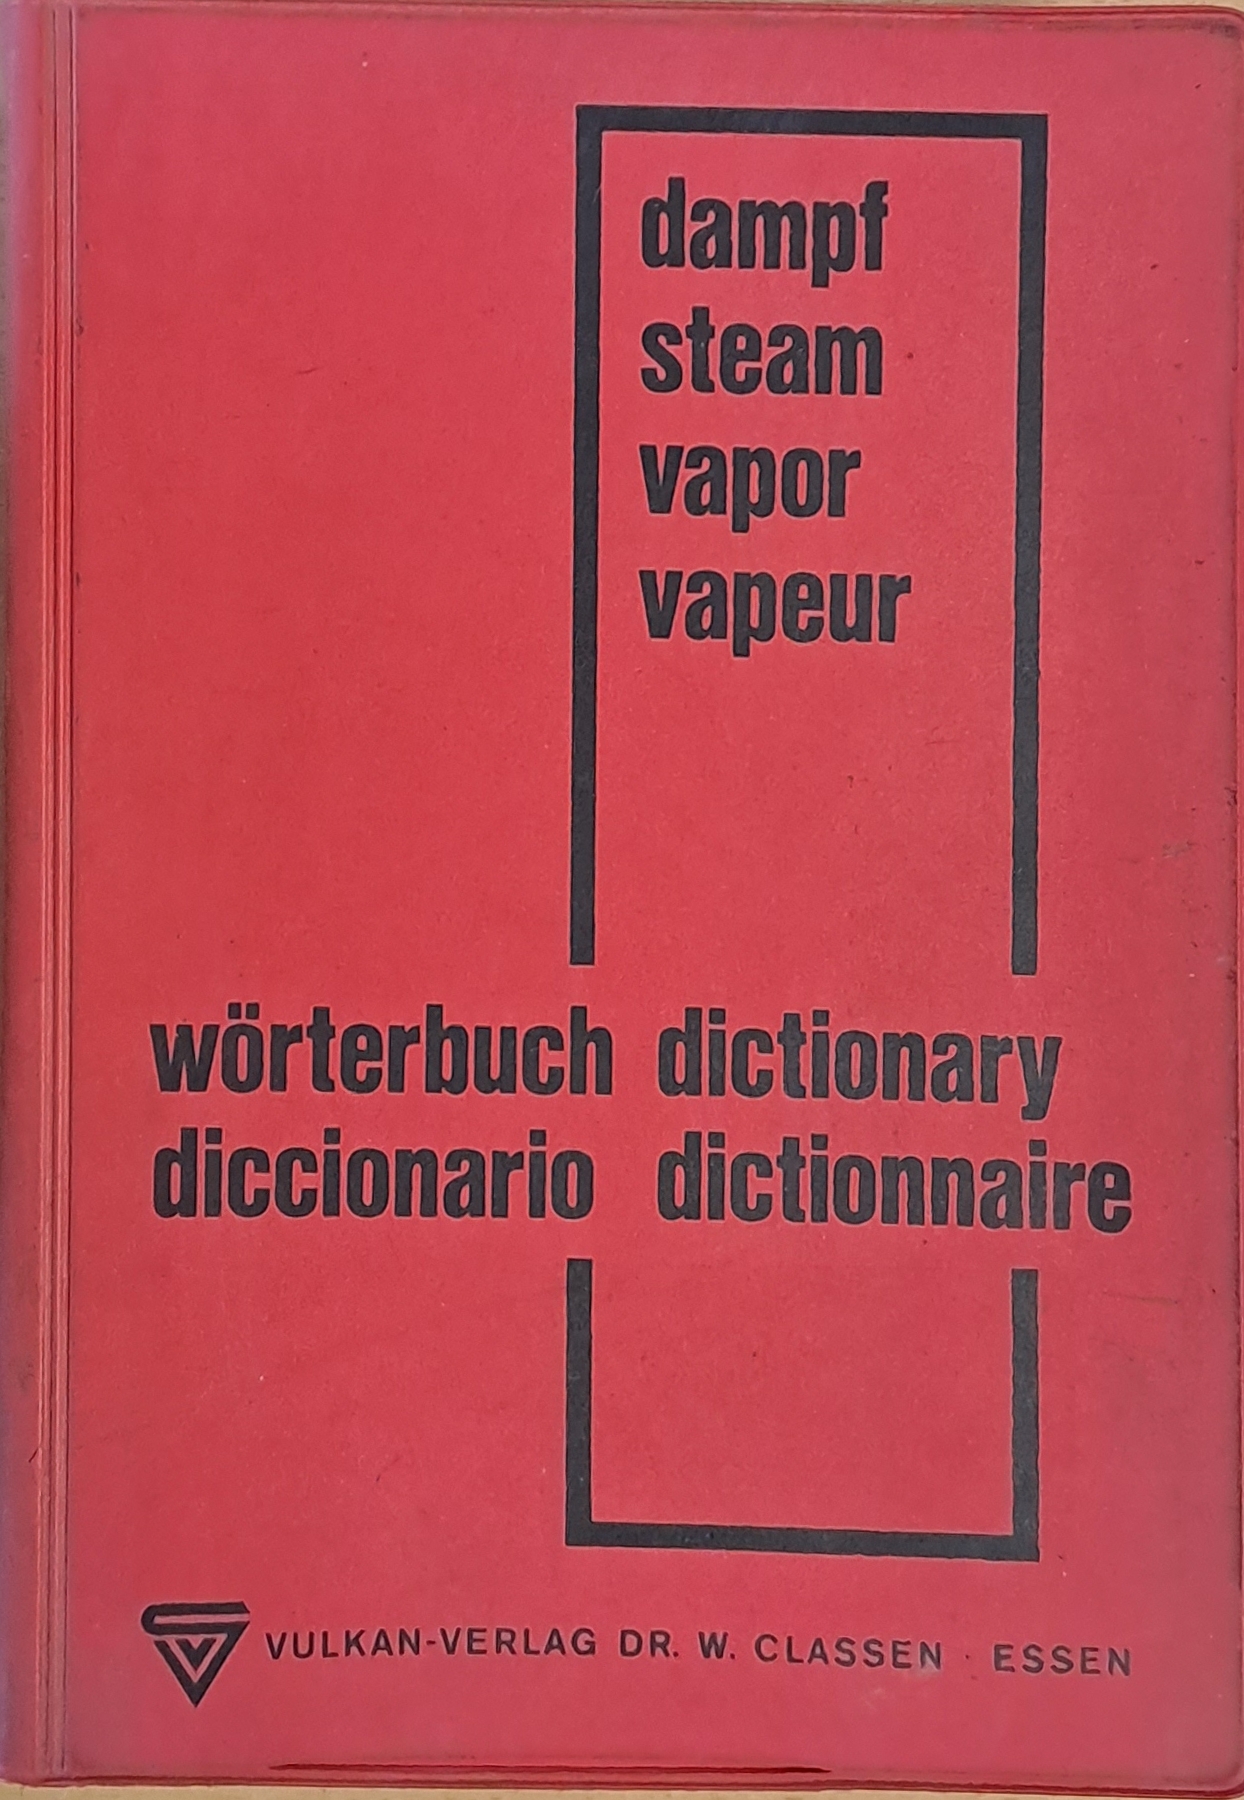 dampf
steam
vapor
vapeur
wörterbuch dictionary
diccionario dictionnaire
V VULKAN-VERLAG DR. W. CLASSEN · ESSEN